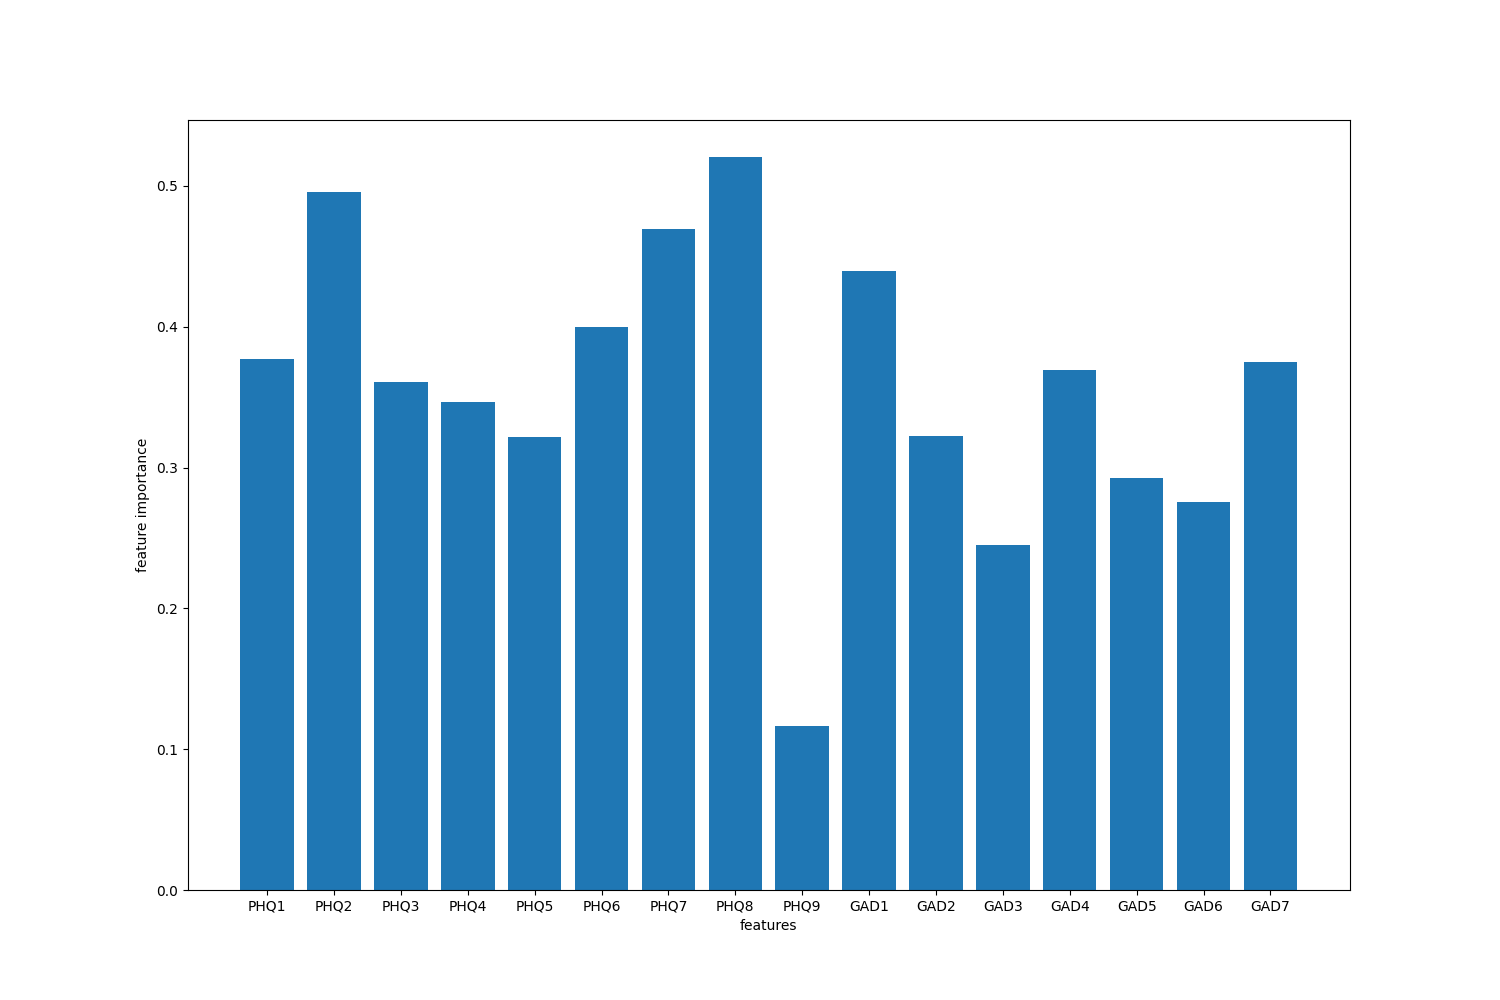 feature importance
0.5
0.4
0.3
0.2
0.1
0.0
PHQ1 PHQ2 PHQ3 PHQ4 PHQ5 PHQ6 PHQ7 PHQ8 PHQ9 GAD1 GAD2 GAD3 GAD4 GAD5 GAD6 GAD7
features